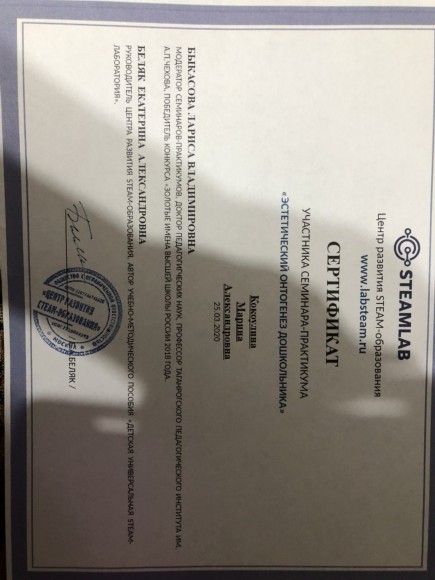 STEAMLAB
Центр развития STEAM-образования
www.labsteam.ru
СЕРТИФИКАТ
УЧАСТНИКА СЕМИНАРА-ПРАКТИКУМА
«ЭСТЕТИЧЕСКИЙ ОНТОГЕНЕЗ ДОШКОЛЬНИКА»
Кокоулина
Марина
Александровна
25.03.2020
БЫКАСОВА ЛАРИСА ВЛАДИМИРОВНА
МОДЕРАТОР СЕМИНАРОВ-ПРАКТИКУМОВ, ДОКТОР ПЕДАГОГИЧЕСКИХ НАУК, ПРОФЕССОР ТАГАНРОГСКОГО ПЕДАГОГИЧЕСКОГО ИНСТИТУТА ИМ.
А.П.ЧЕХОВА, ПОБЕДИТЕЛЬ КОНКУРСА «ЗОЛОТЫЕ ИМЕНА ВЫСШЕЙ ШКОЛЫ РОССИИ 2018 ГОДА.
БЕЛЯК ЕКАТЕРИНА АЛЕКСАНДРОВНА
РУКОВОДИТЕЛЬ ЦЕНТРА РАЗВИТИЯ STEAM-ОБРАЗОВАНИЯ, АВТОР УЧЕБНО-МЕТОДИЧЕСКОГО ПОСОБИЯ «ДЕТСКАЯ УНИВЕРСАЛЬНАЯ STEAM-
ЛАБОРАТОРИЯ».
«ЦЕНТР РАЗВИТИЯ
STEAM-ОБРАЗОВАНИЯ»
БЕЛЯК /